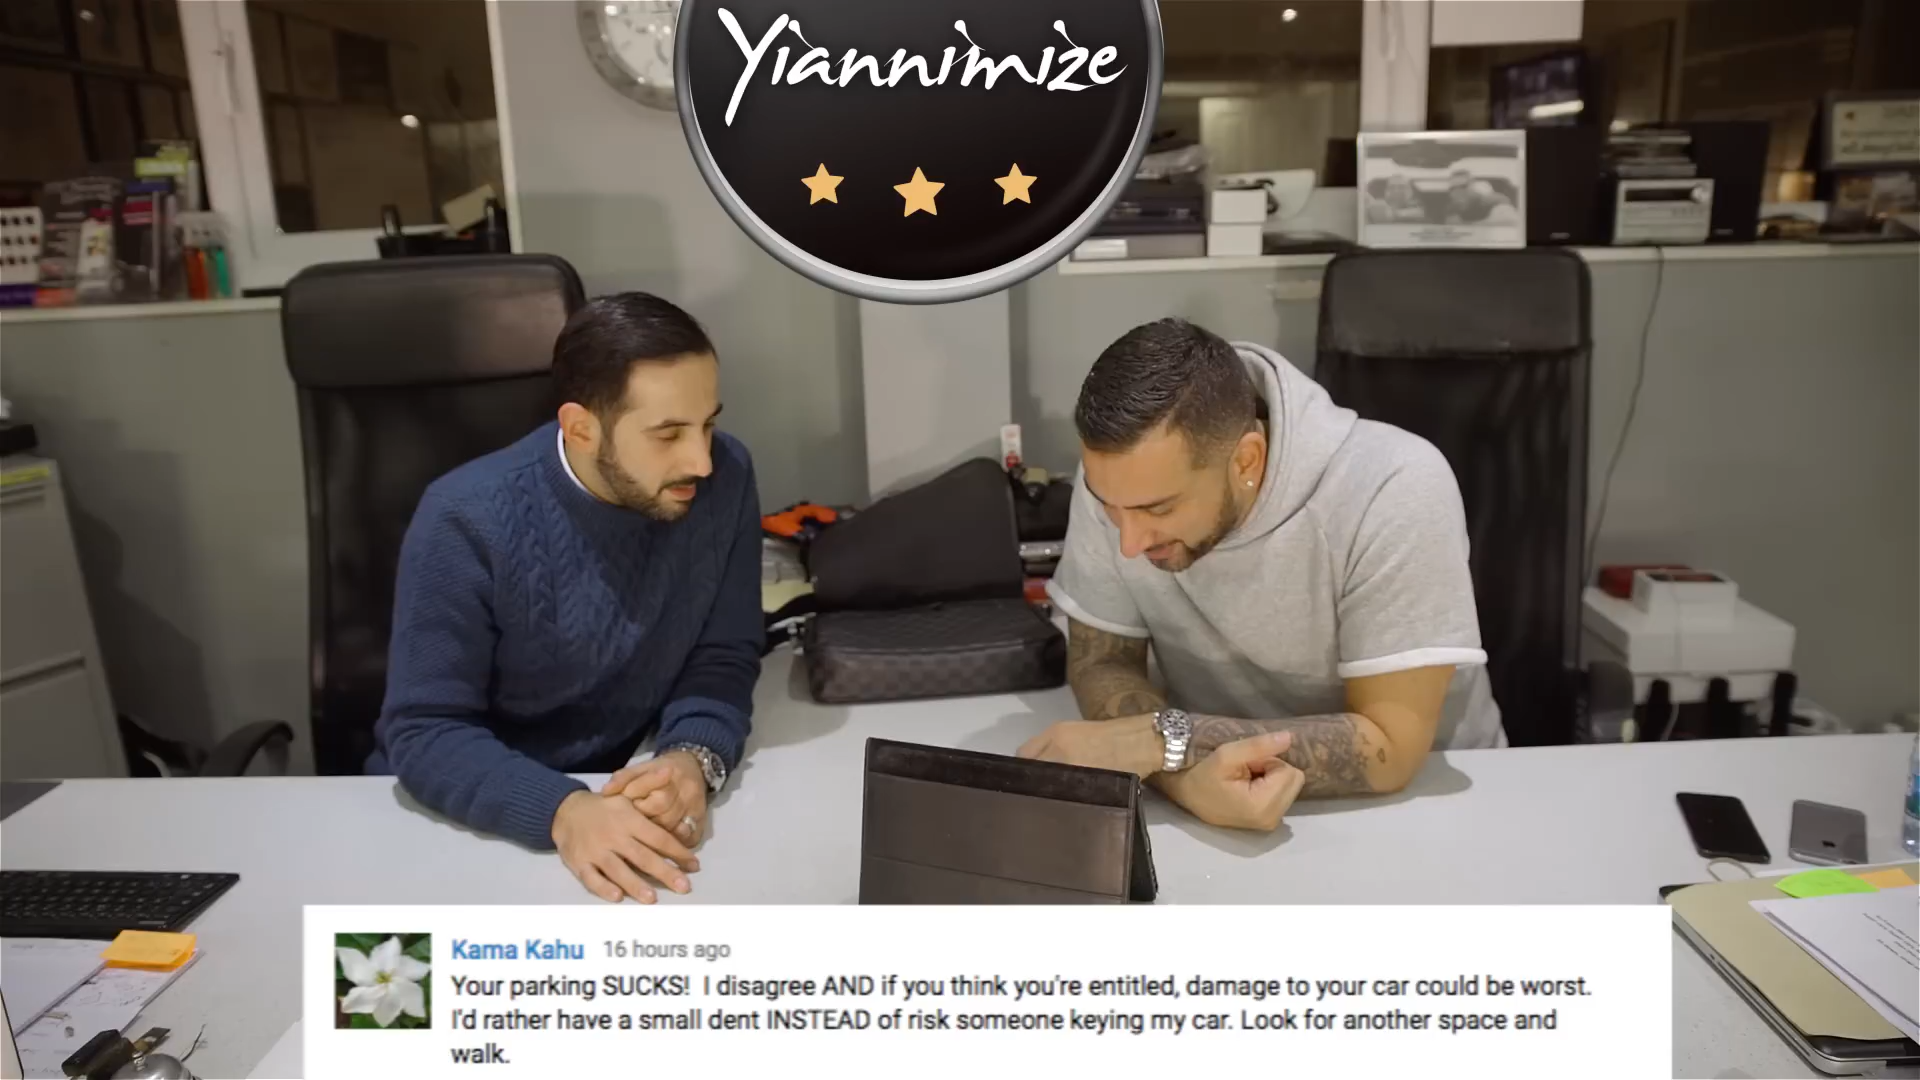 Yiannimize
Kama Kahu 16 hours ago
Your parking SUCKS! I disagree AND if you think you're entitled, damage to your car could be worst.
I'd rather have a small dent INSTEAD of risk someone keying my car. Look for another space and
walk.